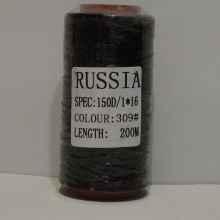 RUSSIA
SPEC:150D/1*16
COLOUR:309#
LENGTH: 200M